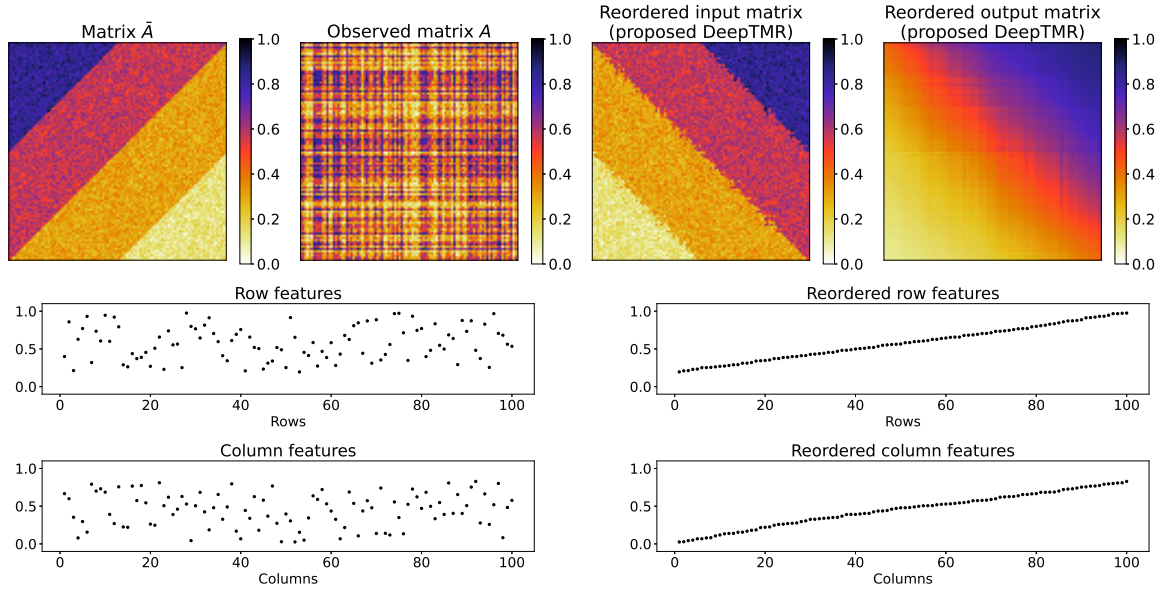 Matrix Ā
Observed matrix A
Reordered input matrix
(proposed DeepTMR)
Reordered output matrix
(proposed DeepTMR)
1.0
0.8
0.6
0.4
0.2
0.0
1.0
0.8
0.6
0.4
0.2
0.0
1.0
0.8
0.6
0.4
0.2
0.0
1.0
0.8
0.6
0.4
0.2
0.0
Row features
1.0
0.5
0.0
0 20 40 60 80 100
Rows
Reordered row features
1.0
0.5
0.0
0 20 40 60 80 100
Rows
Column features
1.0
0.5
0.0
0 20 40 60 80 100
Columns
Reordered column features
1.0
0.5
0.0
0 20 40 60 80 100
Columns